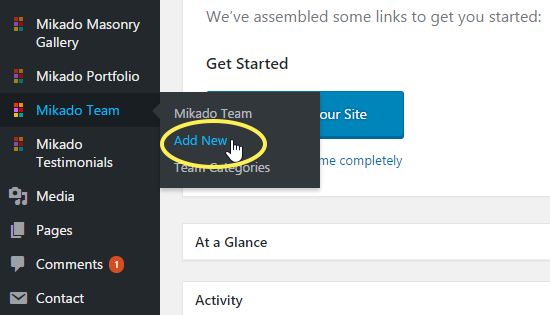 Mikado Masonry
Gallery
Mikado Portfolio
Mikado Team
Mikado
Testimonials
Media
Pages
Comments 1
Contact
Mikado Team
Add New
Team Categories
We've assembled some links to get you started:
Get Started
our Site
me completely
At a Glance
Activity